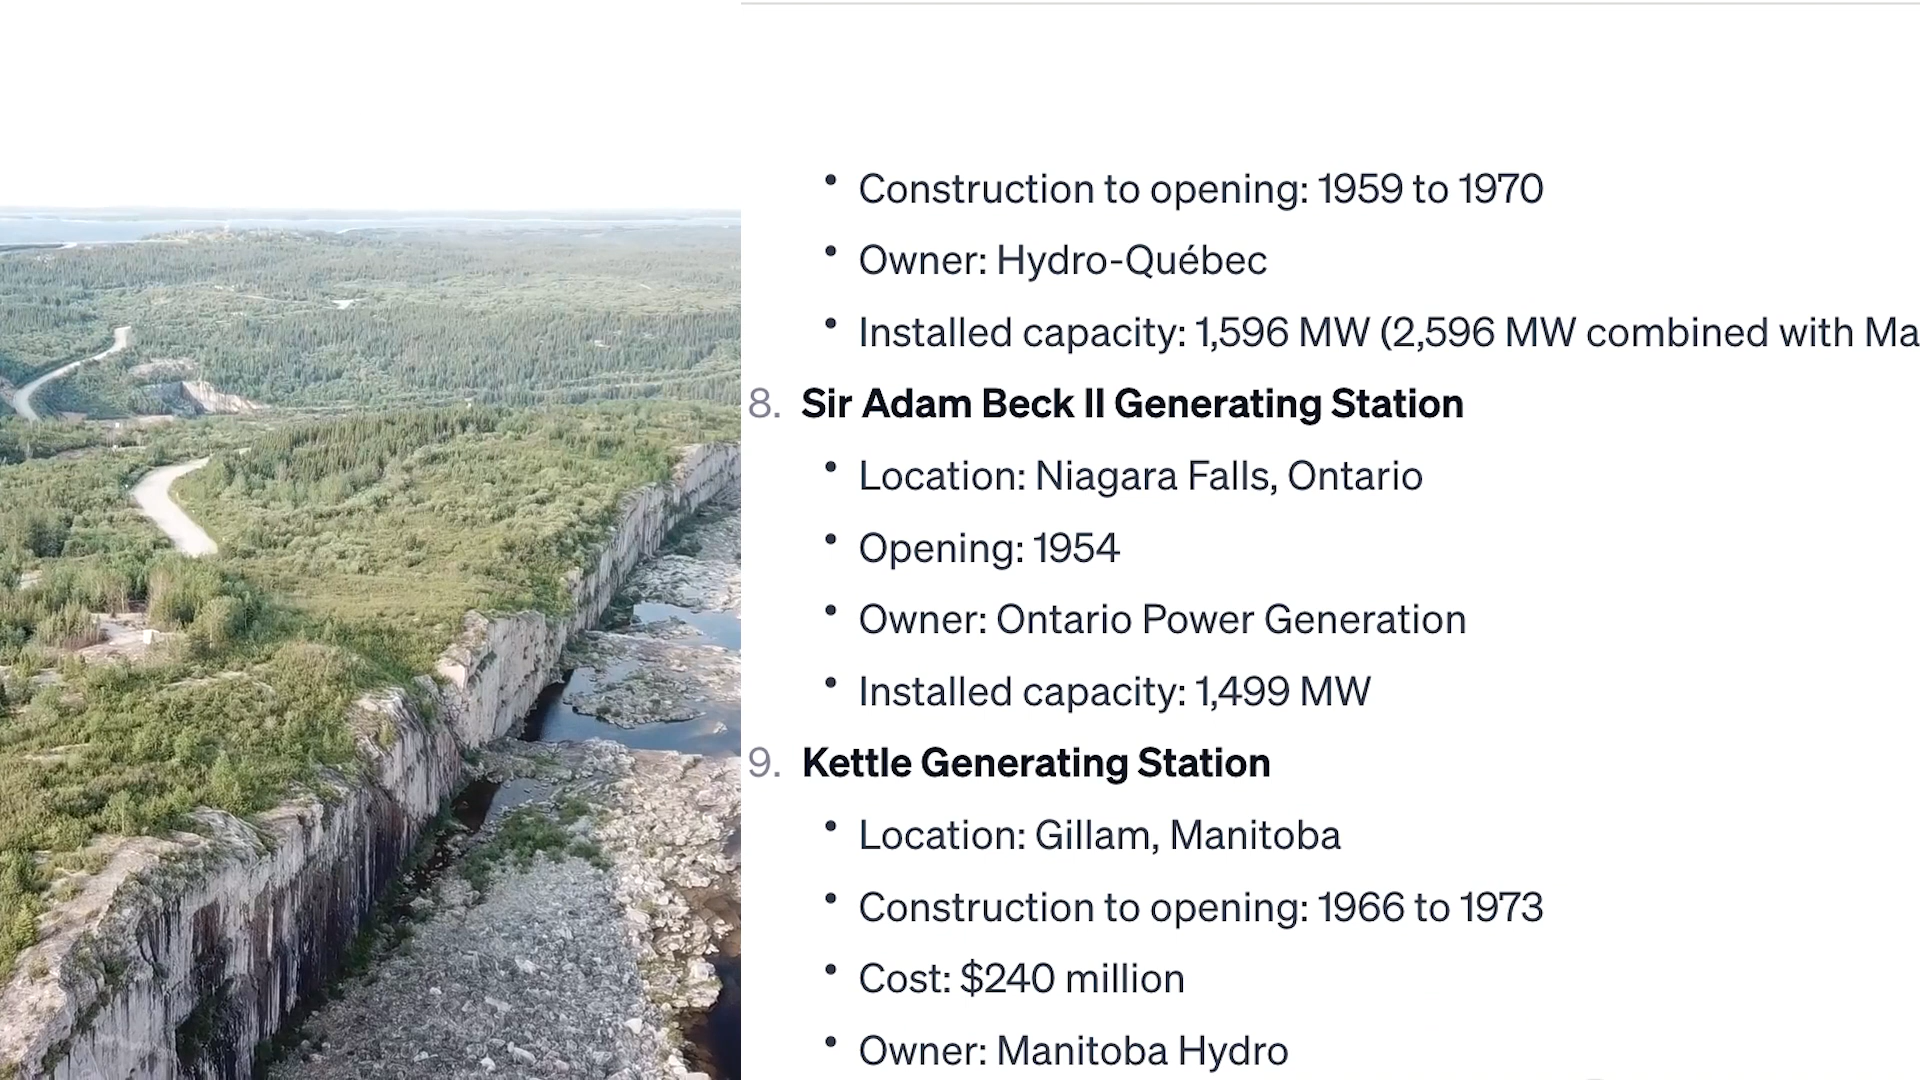 • Construction to opening: 1959 to 1970
• Owner: Hydro-Québec
• Installed capacity: 1,596 MW (2,596 MW combined with Ma
8. Sir Adam Beck II Generating Station
• Location: Niagara Falls, Ontario
• Opening: 1954
• Owner: Ontario Power Generation
• Installed capacity: 1,499 MW
9. Kettle Generating Station
• Location: Gillam, Manitoba
• Construction to opening: 1966 to 1973
• Cost: $240 million
• Owner: Manitoba Hydro